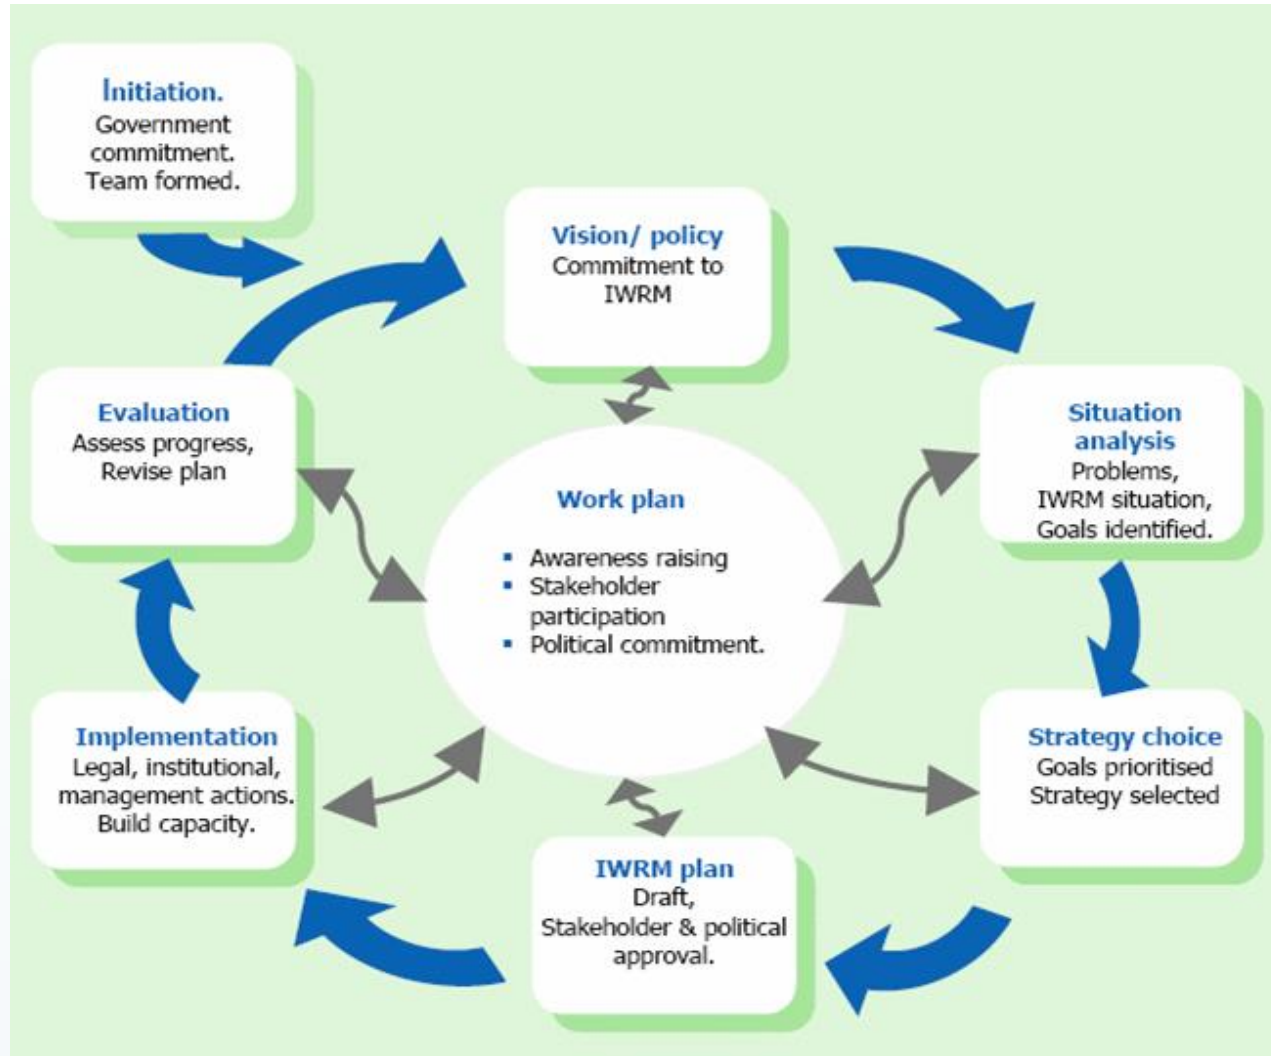 İnitiation.
Government
commitment.
Team formed.
Vision/ policy
Commitment to
IWRM
Situation
analysis
Problems,
IWRM situation,
Goals identified.
Strategy choice
Goals prioritised
Strategy selected
IWRM plan
Draft,
Stakeholder & political
approval.
Implementation
Legal, institutional,
management actions.
Build capacity.
Evaluation
Assess progress,
Revise plan
Work plan
▪ Awareness raising
▪ Stakeholder
participation
▪ Political commitment.